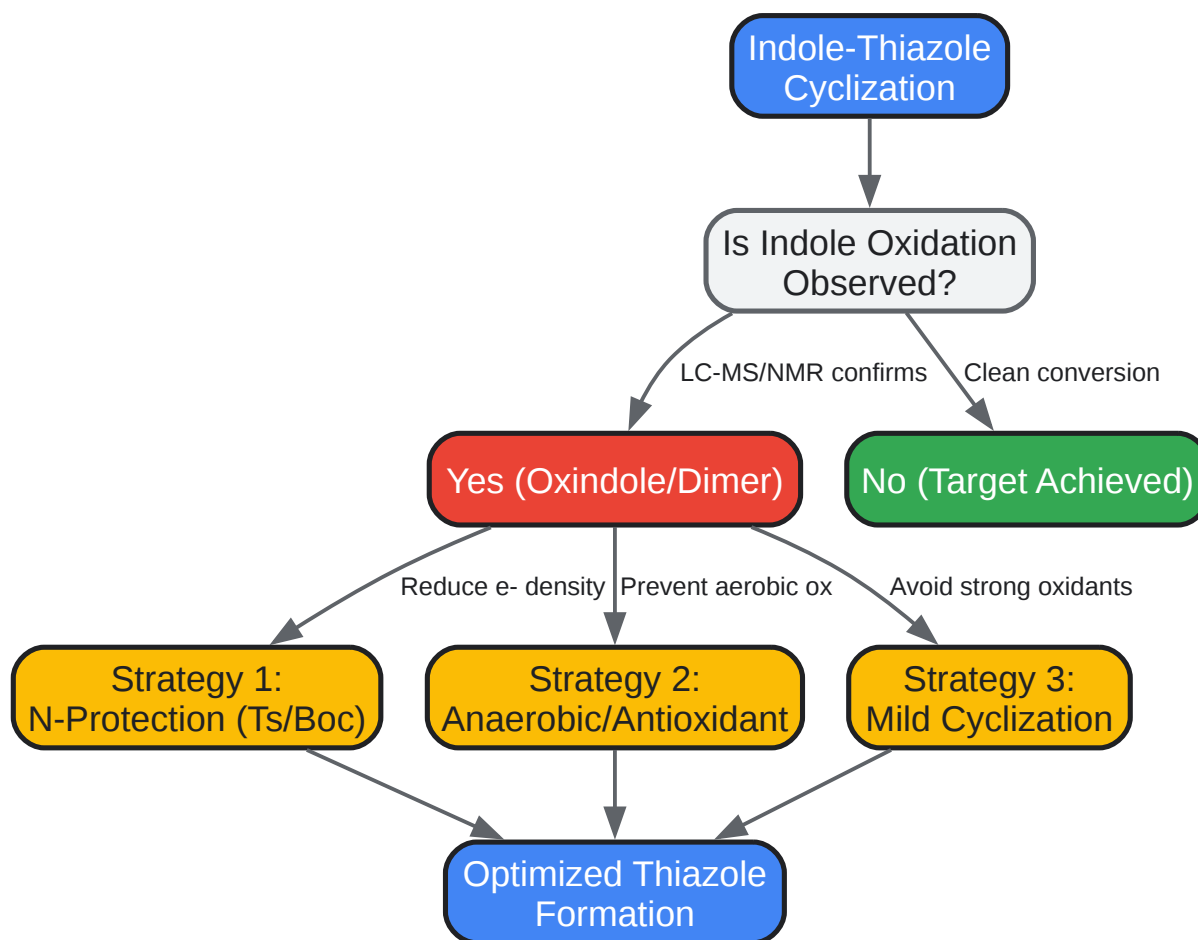 Indole-Thiazole
Cyclization
Is Indole Oxidation
Observed?
LC-MS/NMR confirms
Clean conversion
Yes (Oxindole/Dimer)
No (Target Achieved)
Reduce e- density
Prevent aerobic ox
Avoid strong oxidants
Strategy 1:
N-Protection (Ts/Boc)
Strategy 2:
Anaerobic/Antioxidant
Strategy 3:
Mild Cyclization
Optimized Thiazole
Formation